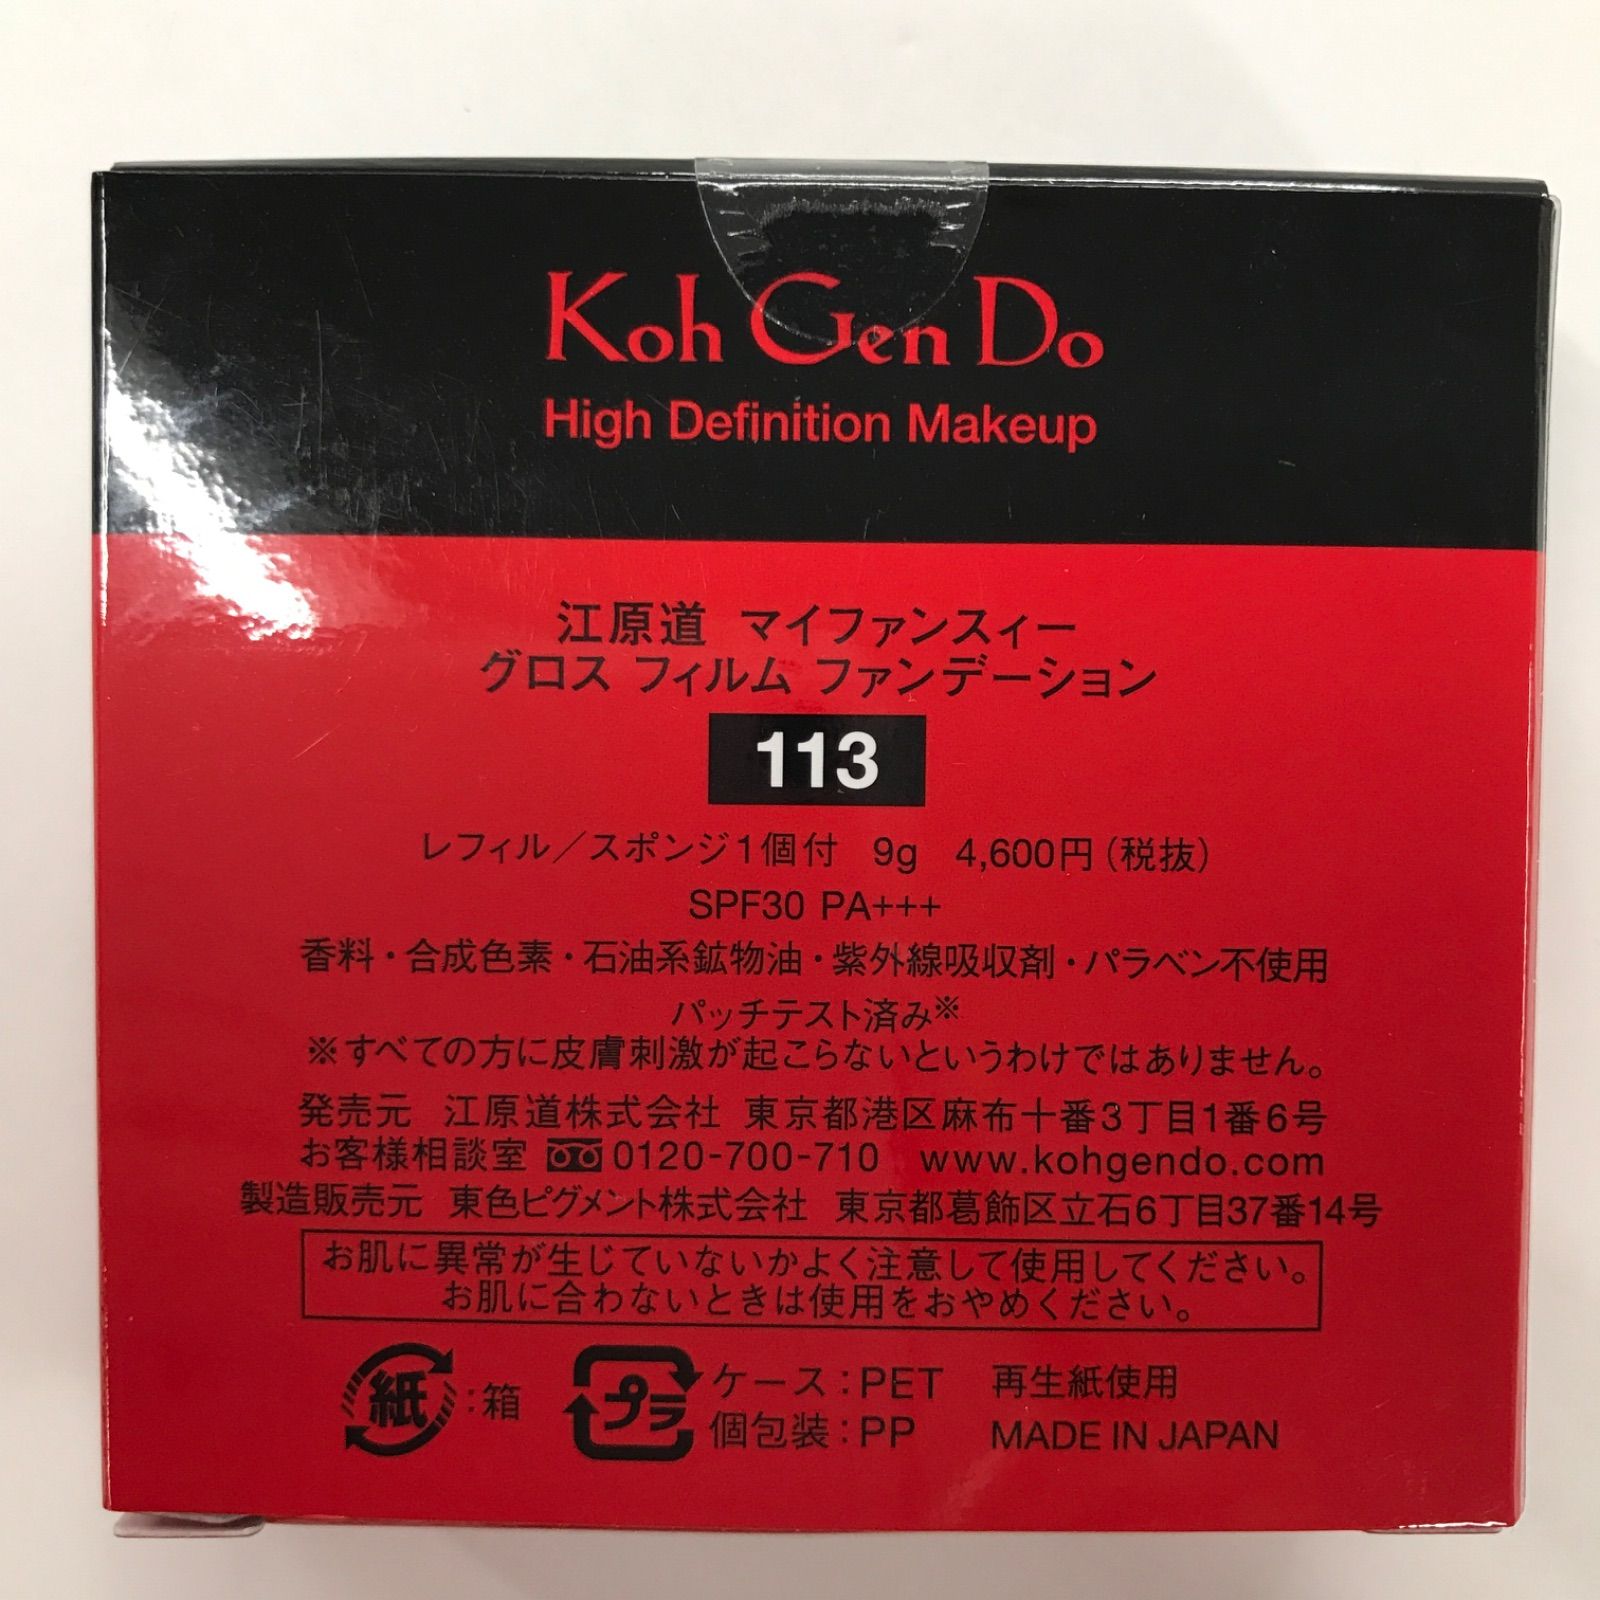 Koh Gen Do
High Definition Makeup
江原道 マイファンスィー
グロス フィルム ファンデーション
113
レフィル／スポンジ1個付 9g 4,600円(税抜)
SPF30 PA+++
香料・合成色素・石油系鉱物油・紫外線吸収剤・パラベン不使用
パッチテスト済み※
※すべての方に皮膚刺激が起こらないというわけではありません。
発売元 江原道株式会社 東京都港区麻布十番3丁目1番6号
お客様相談室 0120-700-710 www.kohgendo.com
製造販売元 東色ピグメント株式会社 東京都葛飾区立石6丁目37番14号
お肌に異常が生じていないかよく注意して使用してください。
お肌に合わないときは使用をおやめください。
紙:箱
プラ ケース:PET 再生紙使用
個包装:PP MADE IN JAPAN